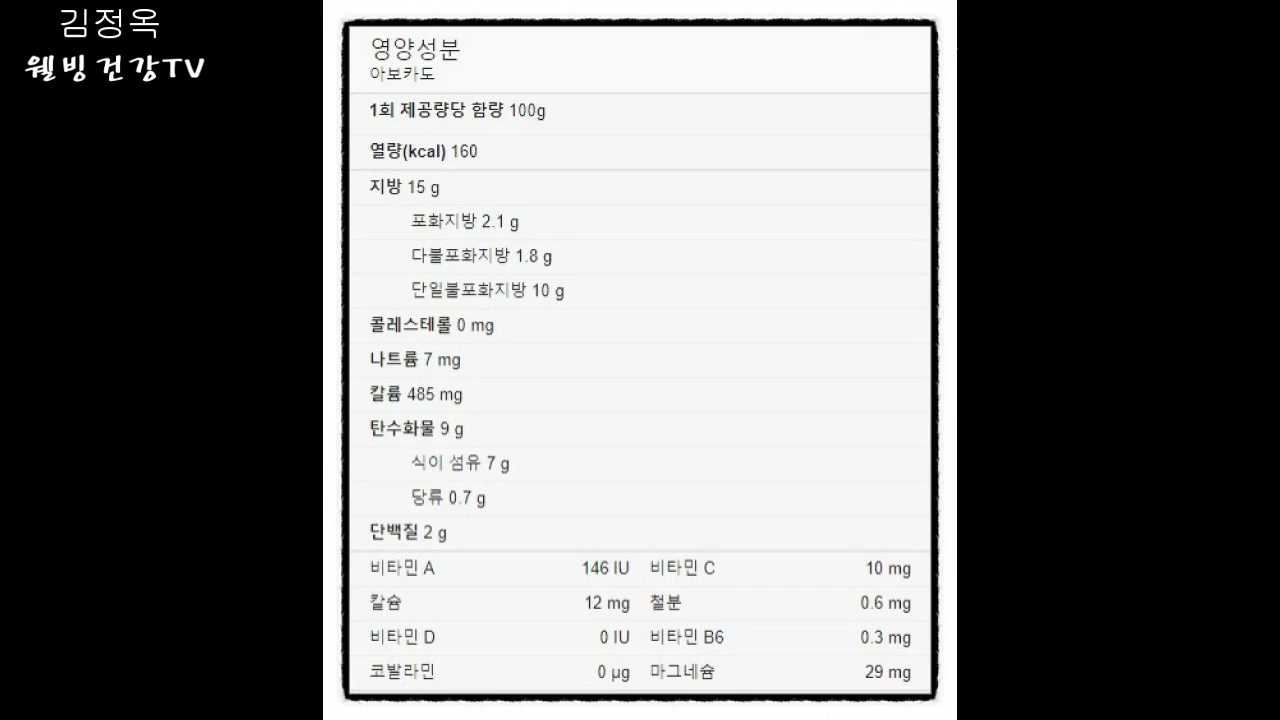 김정옥
웰빙건강TV
영양성분
아보카도
1회 제공량당 함량 100g
열량(kcal) 160
지방 15 g
포화지방 2.1 g
다불포화지방 1.8 g
단일불포화지방 10 g
콜레스테롤 0 mg
나트륨 7 mg
칼륨 485 mg
탄수화물 9 g
식이 섬유 7 g
당류 0.7 g
단백질 2 g
비타민 A 146 IU 비타민 C 10 mg
칼슘 12 mg 철분 0.6 mg
비타민 D 0 IU 비타민 B6 0.3 mg
코발라민 0 µg 마그네슘 29 mg